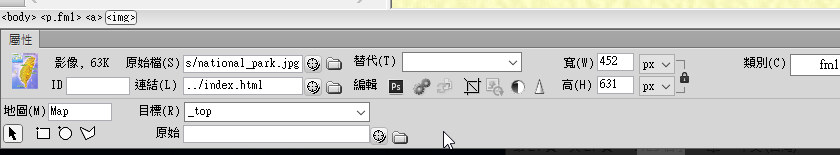 <body> <p.fm1> <a> <img>
屬性
影像, 63K 原始檔(S) s/national_park.jpg 替代(T) 寬(W) 452 px 類別(C) fm1
ID 連結(L) ../index.html 編輯 Ps 高(H) 631 px
地圖(M) Map 目標(R) _top
原始